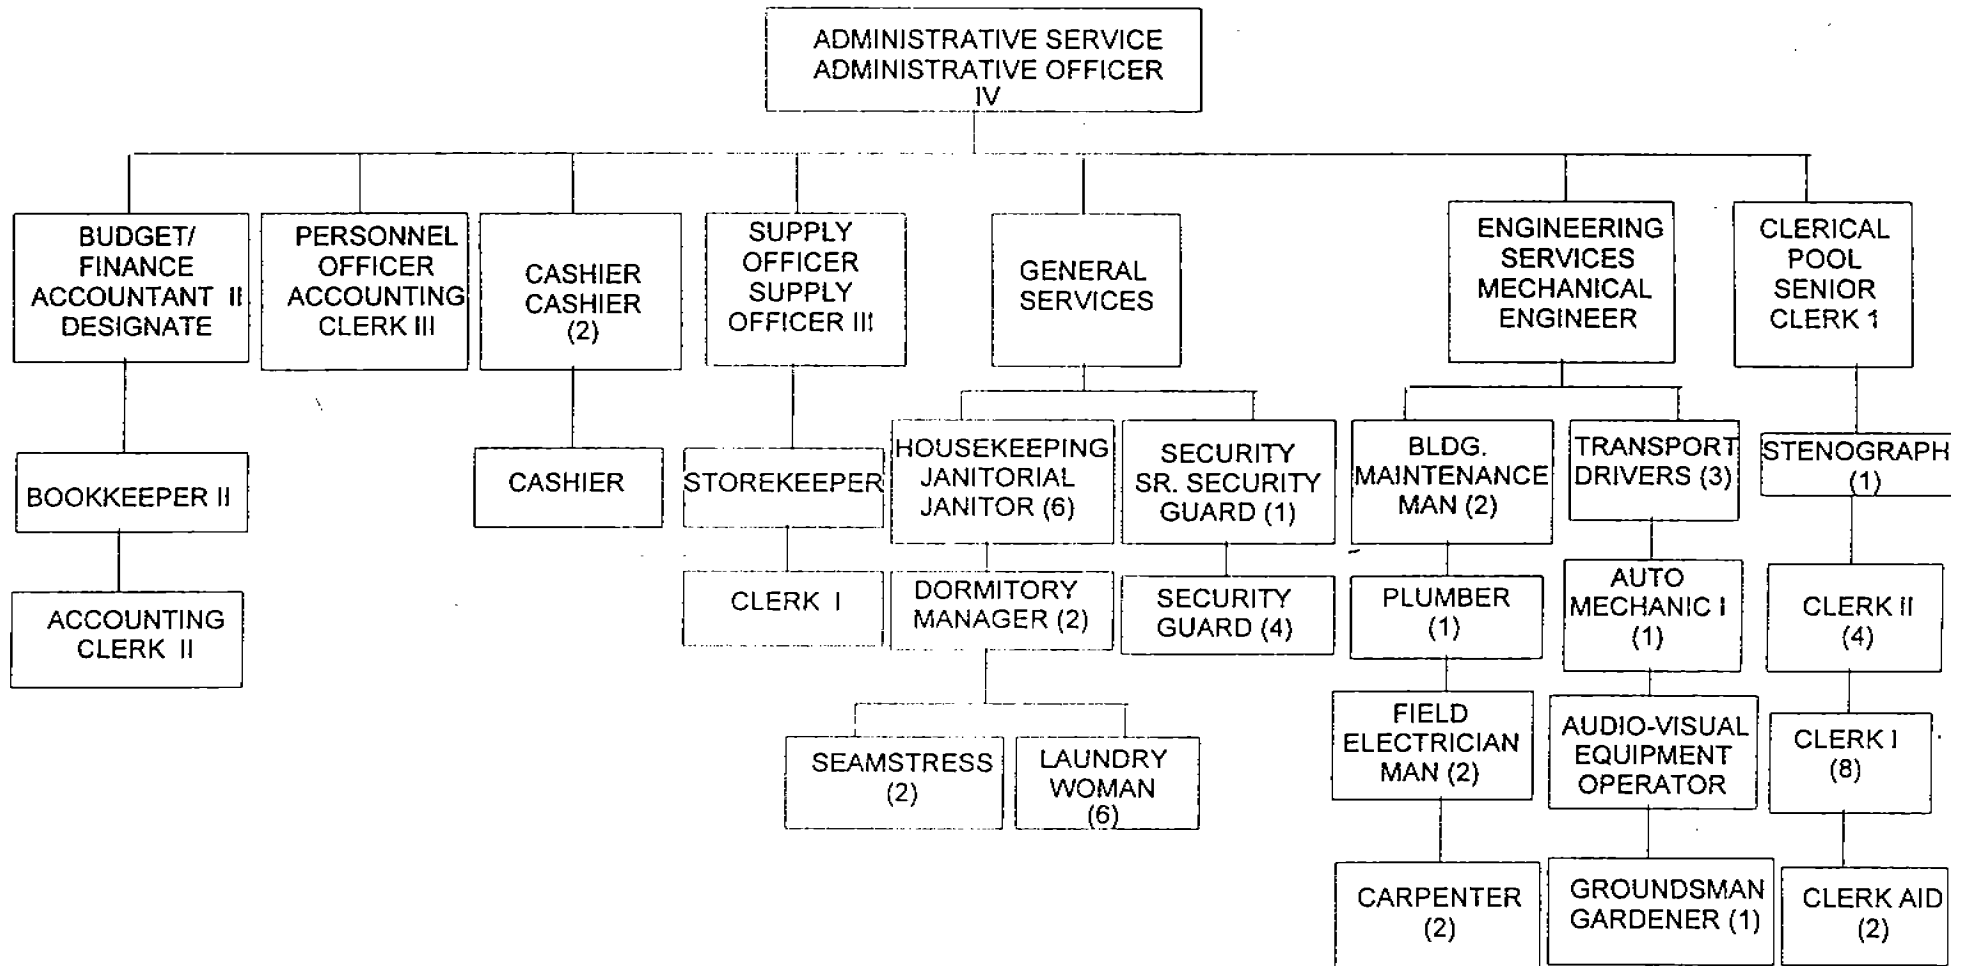 ADMINISTRATIVE SERVICE
ADMINISTRATIVE OFFICER
IV
BUDGET/
FINANCE
ACCOUNTANT II
DESIGNATE
PERSONNEL
OFFICER
ACCOUNTING
CLERK III
CASHIER
CASHIER
(2)
SUPPLY
OFFICER
SUPPLY
OFFICER III
GENERAL
SERVICES
ENGINEERING
SERVICES
MECHANICAL
ENGINEER
CLERICAL
POOL
SENIOR
CLERK 1
BOOKKEEPER II
CASHIER
STOREKEEPER
HOUSEKEEPING
JANITORIAL
JANITOR (6)
SECURITY
SR. SECURITY
GUARD (1)
BLDG.
MAINTENANCE
MAN (2)
TRANSPORT
DRIVERS (3)
STENOGRAPH
(1)
ACCOUNTING
CLERK II
CLERK I
DORMITORY
MANAGER (2)
SECURITY
GUARD (4)
PLUMBER
(1)
AUTO
MECHANIC I
(1)
CLERK II
(4)
SEAMSTRESS
(2)
LAUNDRY
WOMAN
(6)
FIELD
ELECTRICIAN
MAN (2)
AUDIO-VISUAL
EQUIPMENT
OPERATOR
CLERK I
(8)
CARPENTER
(2)
GROUNDSMAN
GARDENER (1)
CLERK AID
(2)